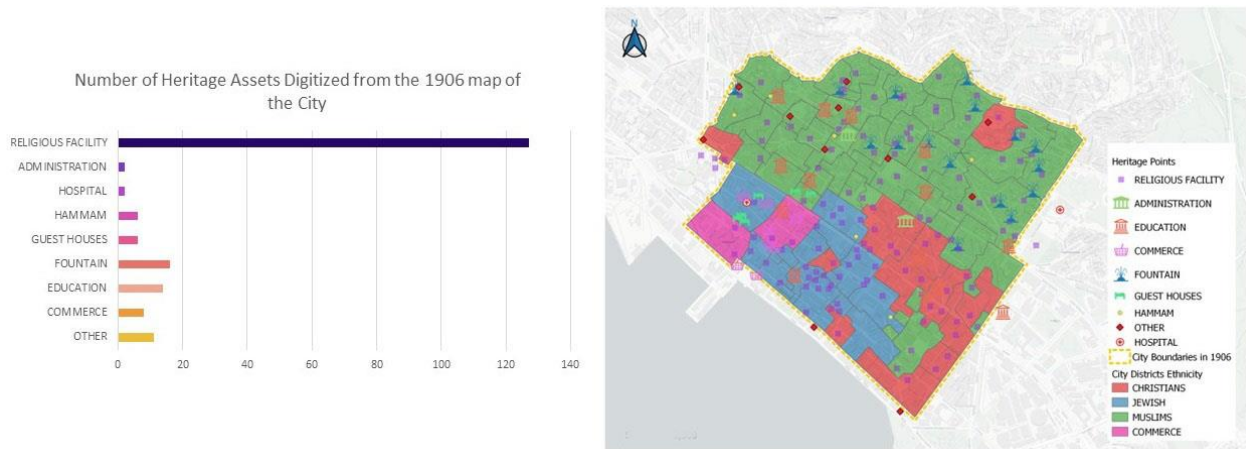 Number of Heritage Assets Digitized from the 1906 map of
the City
RELIGIOUS FACILITY
ADMINISTRATION
HOSPITAL
HAMMAM
GUEST HOUSES
FOUNTAIN
EDUCATION
COMMERCE
OTHER
0 20 40 60 80 100 120 140
N
Heritage Points
RELIGIOUS FACILITY
ADMINISTRATION
EDUCATION
COMMERCE
FOUNTAIN
GUEST HOUSES
HAMMAM
OTHER
HOSPITAL
City Boundaries in 1906
City Districts Ethnicity
CHRISTIANS
JEWISH
MUSLIMS
COMMERCE